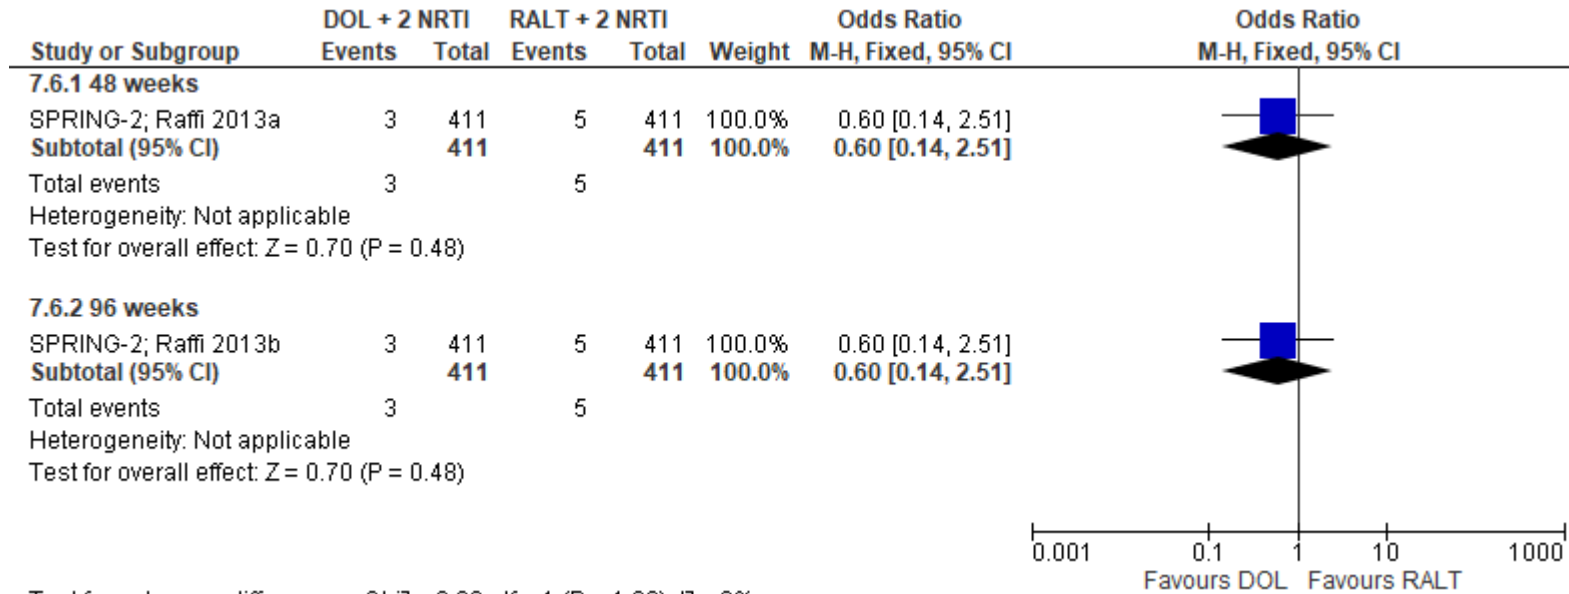 DOL + 2 NRTI RALT + 2 NRTI Odds Ratio Odds Ratio
Study or Subgroup Events Total Events Total Weight M-H, Fixed, 95% CI M-H, Fixed, 95% CI
7.6.1 48 weeks
SPRING-2; Raffi 2013a 3 411 5 411 100.0% 0.60 [0.14, 2.51]
Subtotal (95% CI) 411 411 100.0% 0.60 [0.14, 2.51]
Total events 3 5
Heterogeneity: Not applicable
Test for overall effect: Z = 0.70 (P = 0.48)
7.6.2 96 weeks
SPRING-2; Raffi 2013b 3 411 5 411 100.0% 0.60 [0.14, 2.51]
Subtotal (95% CI) 411 411 100.0% 0.60 [0.14, 2.51]
Total events 3 5
Heterogeneity: Not applicable
Test for overall effect: Z = 0.70 (P = 0.48)
0.001 0.1 1 10 1000
Favours DOL Favours RALT